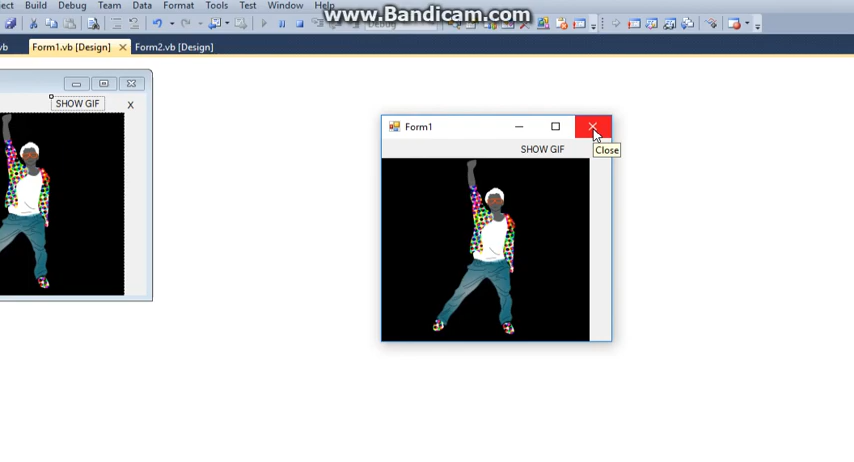 Build Debug Team Data Format Tools Test Window Help
www.Bandicam.com
Form1.vb [Design] Form2.vb [Design]
SHOW GIF X
Form1
SHOW GIF
Close